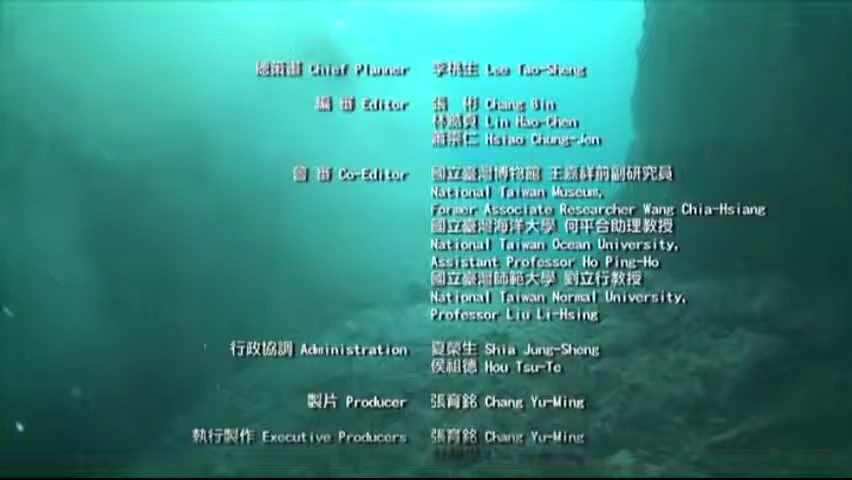 總策畫 Chief Planner 李桃生 Lee Tao-Sheng
編審 Editor 張 彬 Chang Bin
林澔貞 Lin Hao-Chen
蕭崇仁 Hsiao Chung-Jen
會審 Co-Editor 國立臺灣博物館 王嘉祥前副研究員
National Taiwan Museum,
Former Associate Researcher Wang Chia-Hsiang
國立臺灣海洋大學 何平合助理教授
National Taiwan Ocean University,
Assistant Professor Ho Ping-Ho
國立臺灣師範大學 劉立行教授
National Taiwan Normal University,
Professor Liu Li-Hsing
行政協調 Administration 夏榮生 Shia Jung-Sheng
侯祖德 Hou Tsu-Te
製片 Producer 張育銘 Chang Yu-Ming
執行製作 Executive Producers 張育銘 Chang Yu-Ming